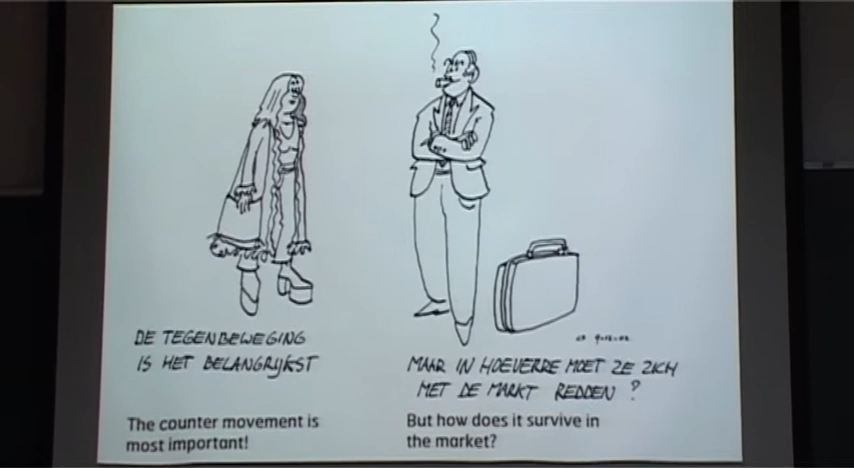 DE TEGENBEWEGING
IS HET BELANGRIJKST
The counter movement is
most important!
MAAR IN HOEVERRE MOET ZE ZICH
MET DE MARKT REDDEN ?
But how does it survive in
the market?